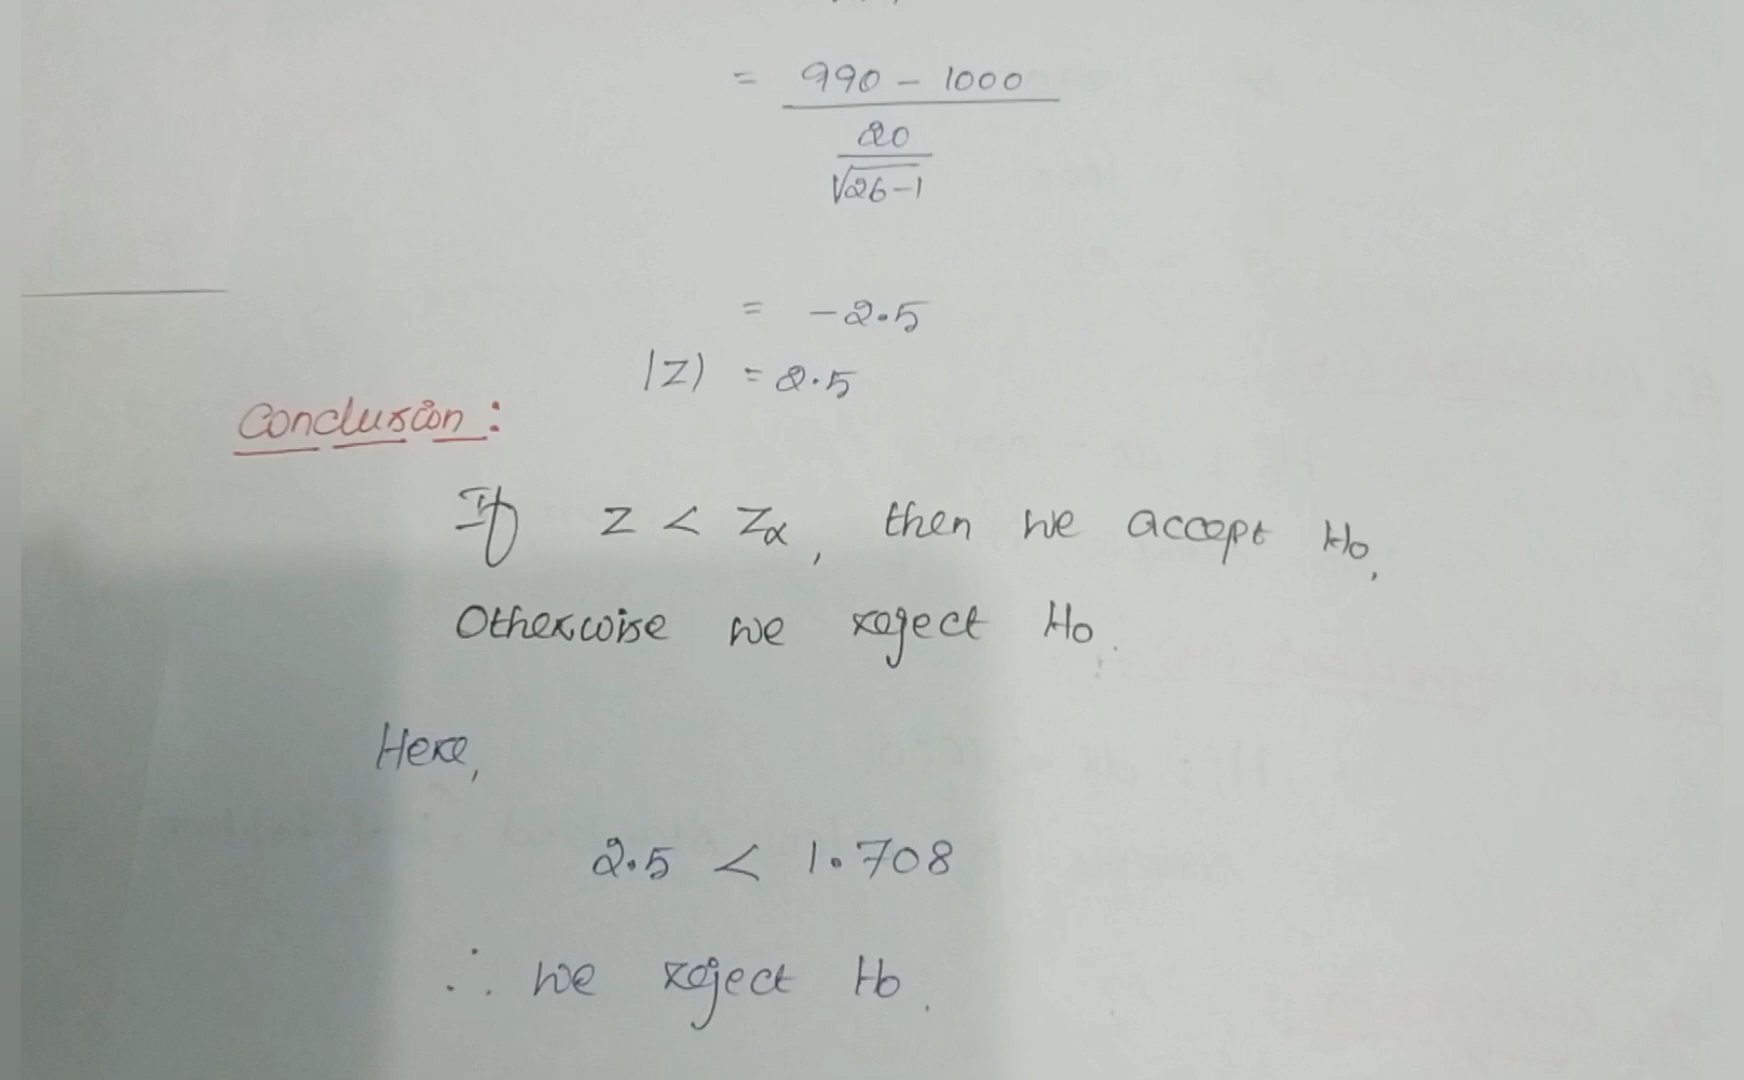 = 990 - 1000
20
√26-1
= -2.5
|Z) = 2.5
Conclusion:
If Z < Zα, then we accept Ho,
Otherwise we reject Ho.
Here,
2.5 < 1.708
∴ we reject Ho.